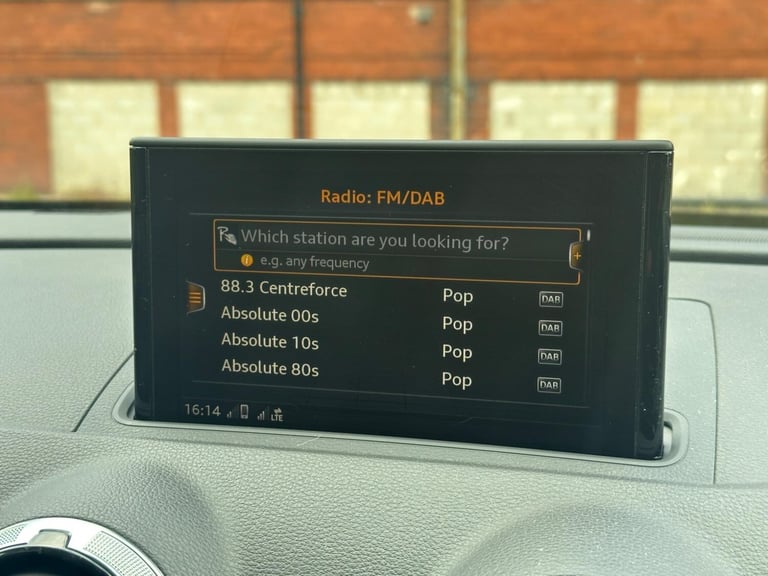 Radio: FM/DAB
Which station are you looking for?
e.g. any frequency
88.3 Centreforce Pop DAB
Absolute 00s Pop DAB
Absolute 10s Pop DAB
Absolute 80s Pop DAB
16:14 LTE